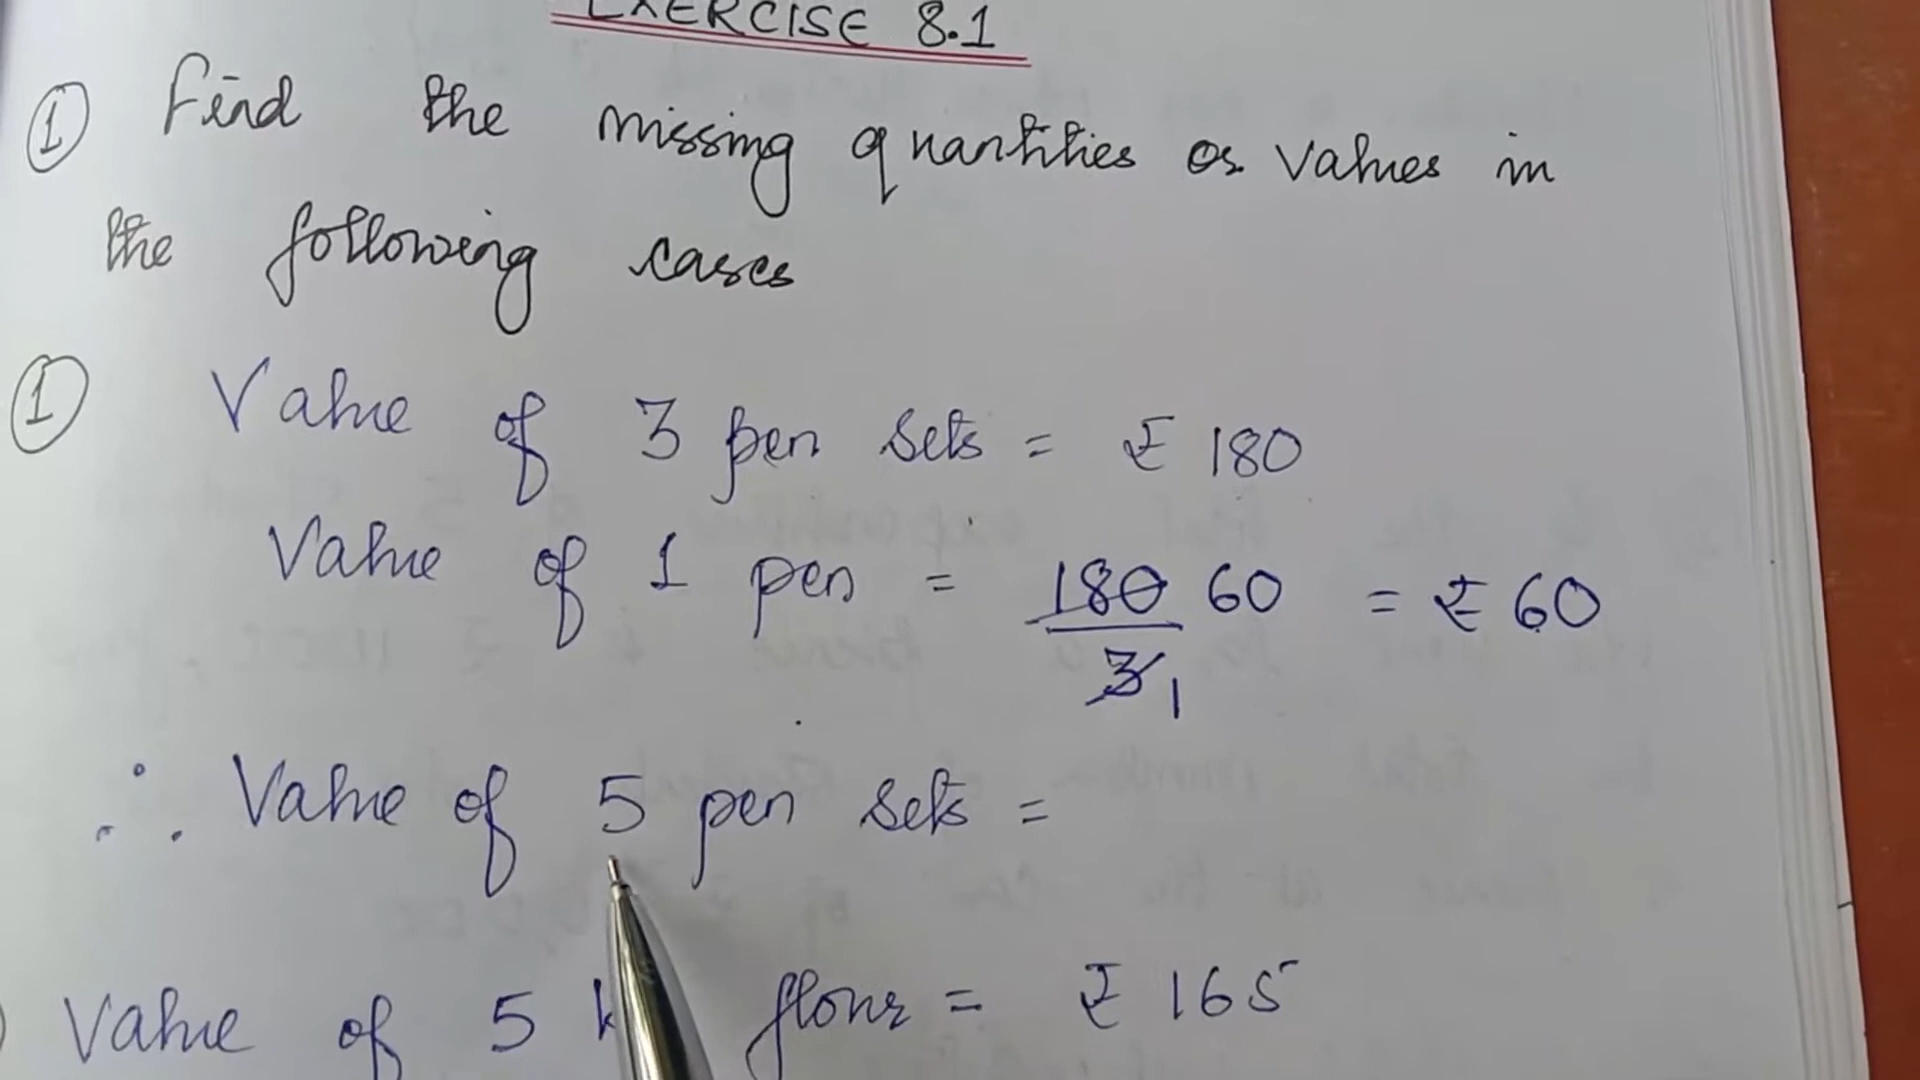 EXERCISE 8.1
① Find the missing quantities or values in
the following cases
① Value of 3 pen sets = ₹ 180
Value of 1 pen = 180/3 60/1 = ₹ 60
∴ Value of 5 pen sets =
Value of 5 flour = ₹ 165